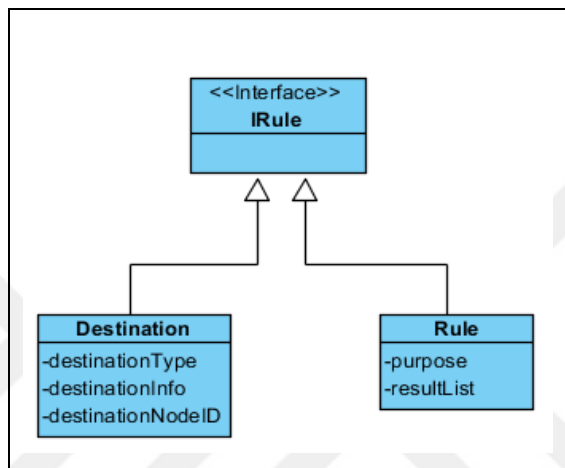 <<Interface>>
IRule
Destination
-destinationType
-destinationInfo
-destinationNodeID
Rule
-purpose
-resultList